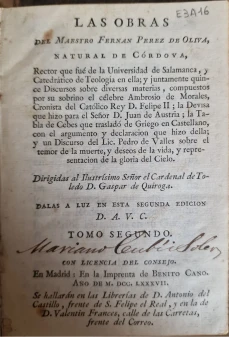 E3A16
LAS OBRAS
DEL MAESTRO FERNAN PEREZ DE OLIVA,
NATURAL DE CÓRDOVA,
Rector que fué de la Universidad de Salamanca, y
Catedrático de Teologia en ella; y juntamente quin-
ce Discursos sobre diversas materias, compuestos
por su sobrino el célebre Ambrosio de Morales,
Cronista del Católico Rey D. Felipe II; la Devisa
que hizo para el Señor D. Juan de Austria; la Ta-
bla de Cebes que trasladó de Griego en Castellano,
con el argumento y declaracion que hizo della;
y un Discurso del Lic. Pedro de Valles sobre el
temor de la muerte, y deseos de la vida, y repre-
sentacion de la gloria del Cielo.
Dirigidas al Ilustrísimo Señor el Cardenal de To-
ledo D. Gaspar de Quiroga.
DALAS A LUZ EN ESTA SEGUNDA EDICION
D. A. V. C.
TOMO SEGUNDO.
Mariano
CON LICENCIA DEL CONSEJO.
En Madrid: En la Imprenta de BENITO CANO.
AÑO DE M. DCC. LXXXVII.
Se hallarán en las Librerías de D. Antonio del
Castillo, frente de S. Felipe el Real, y en la de
D. Valentin Frances, calle de las Carretas,
frente del Correo.